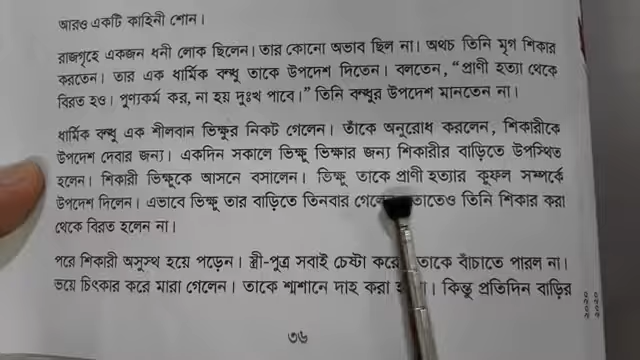 আরও একটি কাহিনী শোন।
রাজগৃহে একজন ধনী লোক ছিলেন। তার কোনো অভাব ছিল না। অথচ তিনি মৃগ শিকার
করতেন। তার এক ধার্মিক বন্ধু তাকে উপদেশ দিতেন। বলতেন, “প্রাণী হত্যা থেকে
বিরত হও। পুণ্যকর্ম কর, না হয় দুঃখ পাবে।” তিনি বন্ধুর উপদেশ মানতেন না।
ধার্মিক বন্ধু এক শীলবান ভিক্ষুর নিকট গেলেন। তাঁকে অনুরোধ করলেন, শিকারীকে
উপদেশ দেবার জন্য। একদিন সকালে ভিক্ষু ভিক্ষার জন্য শিকারীর বাড়িতে উপস্থিত
হলেন। শিকারী ভিক্ষুকে আসনে বসালেন। ভিক্ষু তাকে প্রাণী হত্যার কুফল সম্পর্কে
উপদেশ দিলেন। এভাবে ভিক্ষু তার বাড়িতে তিনবার তিনি শিকার করা
থেকে বিরত হলেন না।
পরে শিকারী অসুস্থ হয়ে পড়েন। স্ত্রী-পুত্র সবাই চেষ্টা তাকে বাঁচাতে পারল না।
ভয়ে চিৎকার করে মারা গেলেন। তাকে শ্মশানে দাহ করা কিন্তু প্রতিদিন বাড়ির
৩৬
২০২০
২০২০